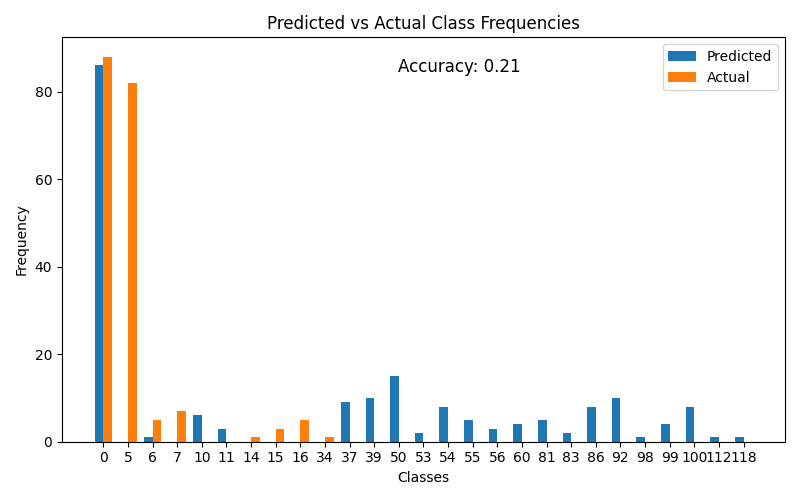 Predicted vs Actual Class Frequencies
Accuracy: 0.21
Predicted
Actual
Frequency
80
60
40
20
0
0 5 6 7 10 11 14 15 16 34 37 39 50 53 54 55 56 60 81 83 86 92 98 99 100 112 118
Classes